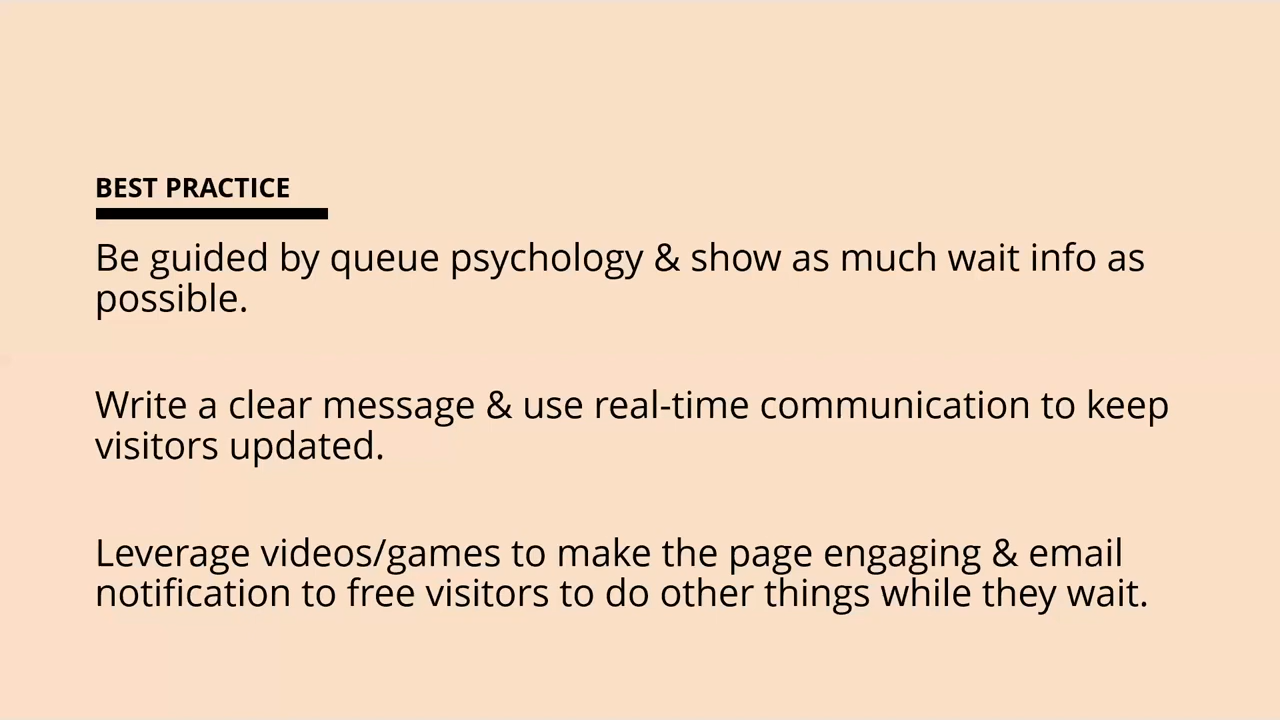 BEST PRACTICE
Be guided by queue psychology & show as much wait info as
possible.
Write a clear message & use real-time communication to keep
visitors updated.
Leverage videos/games to make the page engaging & email
notification to free visitors to do other things while they wait.